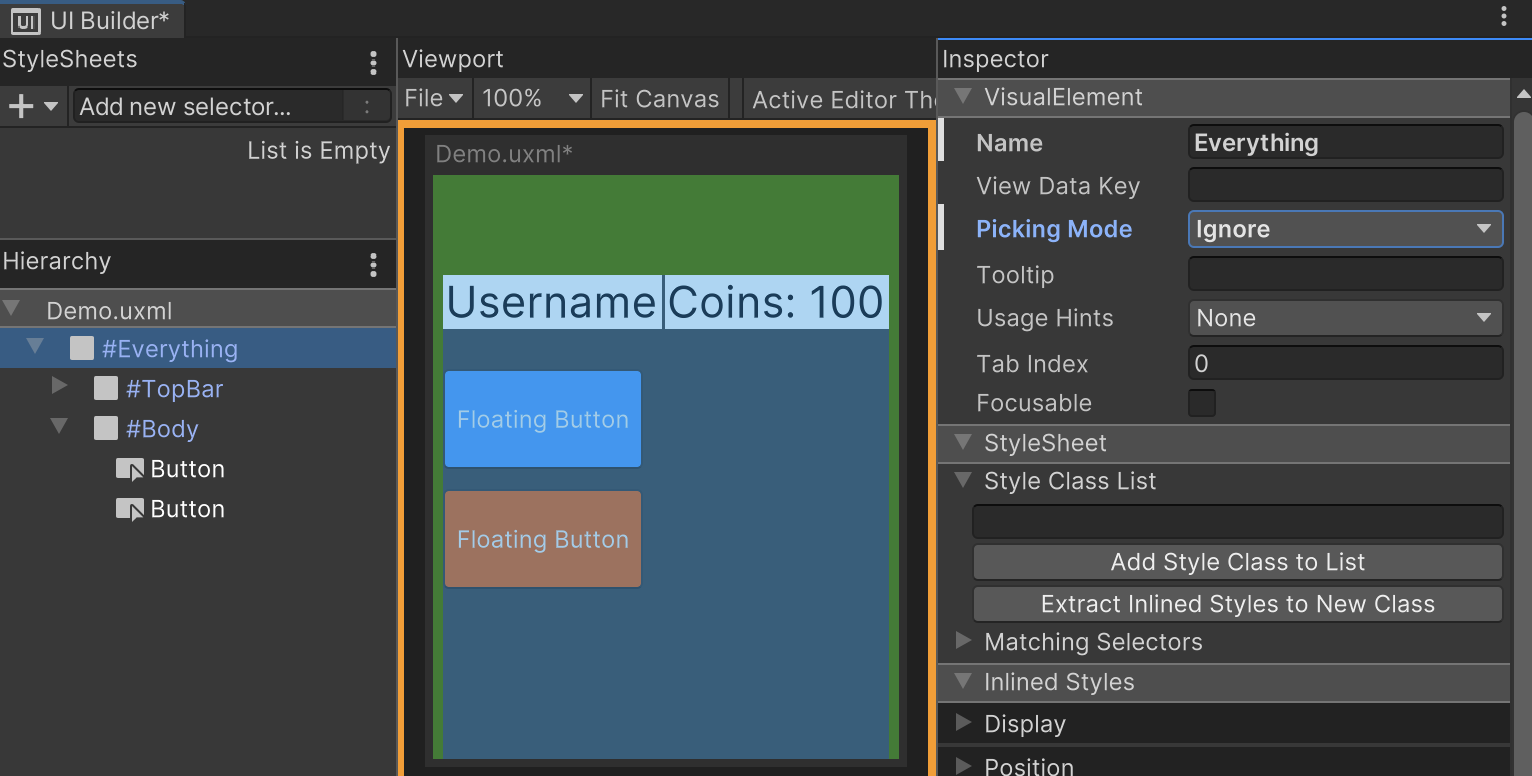 UI Builder*
StyleSheets
Add new selector...
List is Empty
Hierarchy
Demo.uxml
#Everything
#TopBar
#Body
Button
Button
Viewport
File
100%
Fit Canvas
Active Editor The
Demo.uxml*
Username
Coins: 100
Floating Button
Floating Button
Inspector
VisualElement
Name
Everything
View Data Key
Picking Mode
Ignore
Tooltip
Usage Hints
None
Tab Index
0
Focusable
StyleSheet
Style Class List
Add Style Class to List
Extract Inlined Styles to New Class
Matching Selectors
Inlined Styles
Display
Position